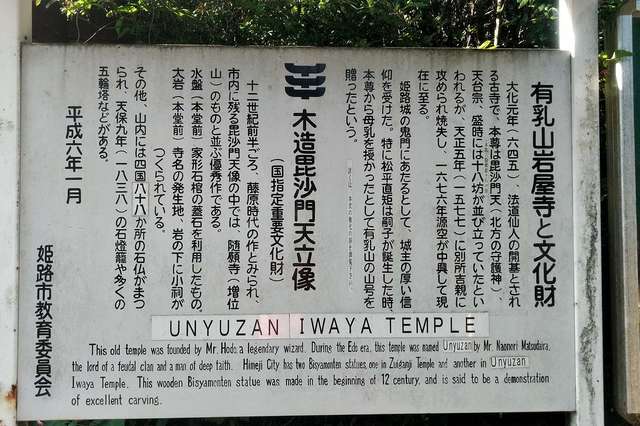 有乳山岩屋寺と文化財
大化元年（六四五）、法道仙人の開基とされ
る古寺で、本尊は毘沙門天（北方の守護神）、
天台宗、盛時には十八坊が並び立っていたとい
われるが、天正五年（一五七七）に別所吉親に
攻められ焼失し、一六七六年源空が中興して現
在に至る。
姫路城の鬼門にあたるとして、城主の厚い信
仰を受けた。特に松平直矩は嗣子が誕生した時、
本尊から母乳を授かったとして有乳山の山号を
贈ったという。
木造毘沙門天立像
（国指定重要文化財）
十二世紀前半ごろ、藤原時代の作とみられ、
市内に残る毘沙門天像の中では、随願寺（増位
山）のものと並ぶ優秀作である。
水盤（本堂前）家形石棺の蓋石を利用したもの。
大岩（本堂前）寺名の発生地、岩の下に小祠が
つくられている。
その他、山内には四国八十八か所の石仏がまつ
られ、天保九年（一八三八）の石燈籠や多くの
五輪塔などがある。
平成六年一月
姫路市教育委員会
UNYUZAN IWAYA TEMPLE
This old temple was founded by Mr. Hodo, a legendary wizard. During the Edo era, this temple was named Unyuzan by Mr. Naonori Matsudaira,
the lord of a feudal clan and a man of deep faith. Himeji City has two Bisyamonten statues, one in Zuiganji Temple and another in Unyuzan
Iwaya Temple. This wooden Bisyamonten statue was made in the beginning of 12 century, and is said to be a demonstration
of excellent carving.